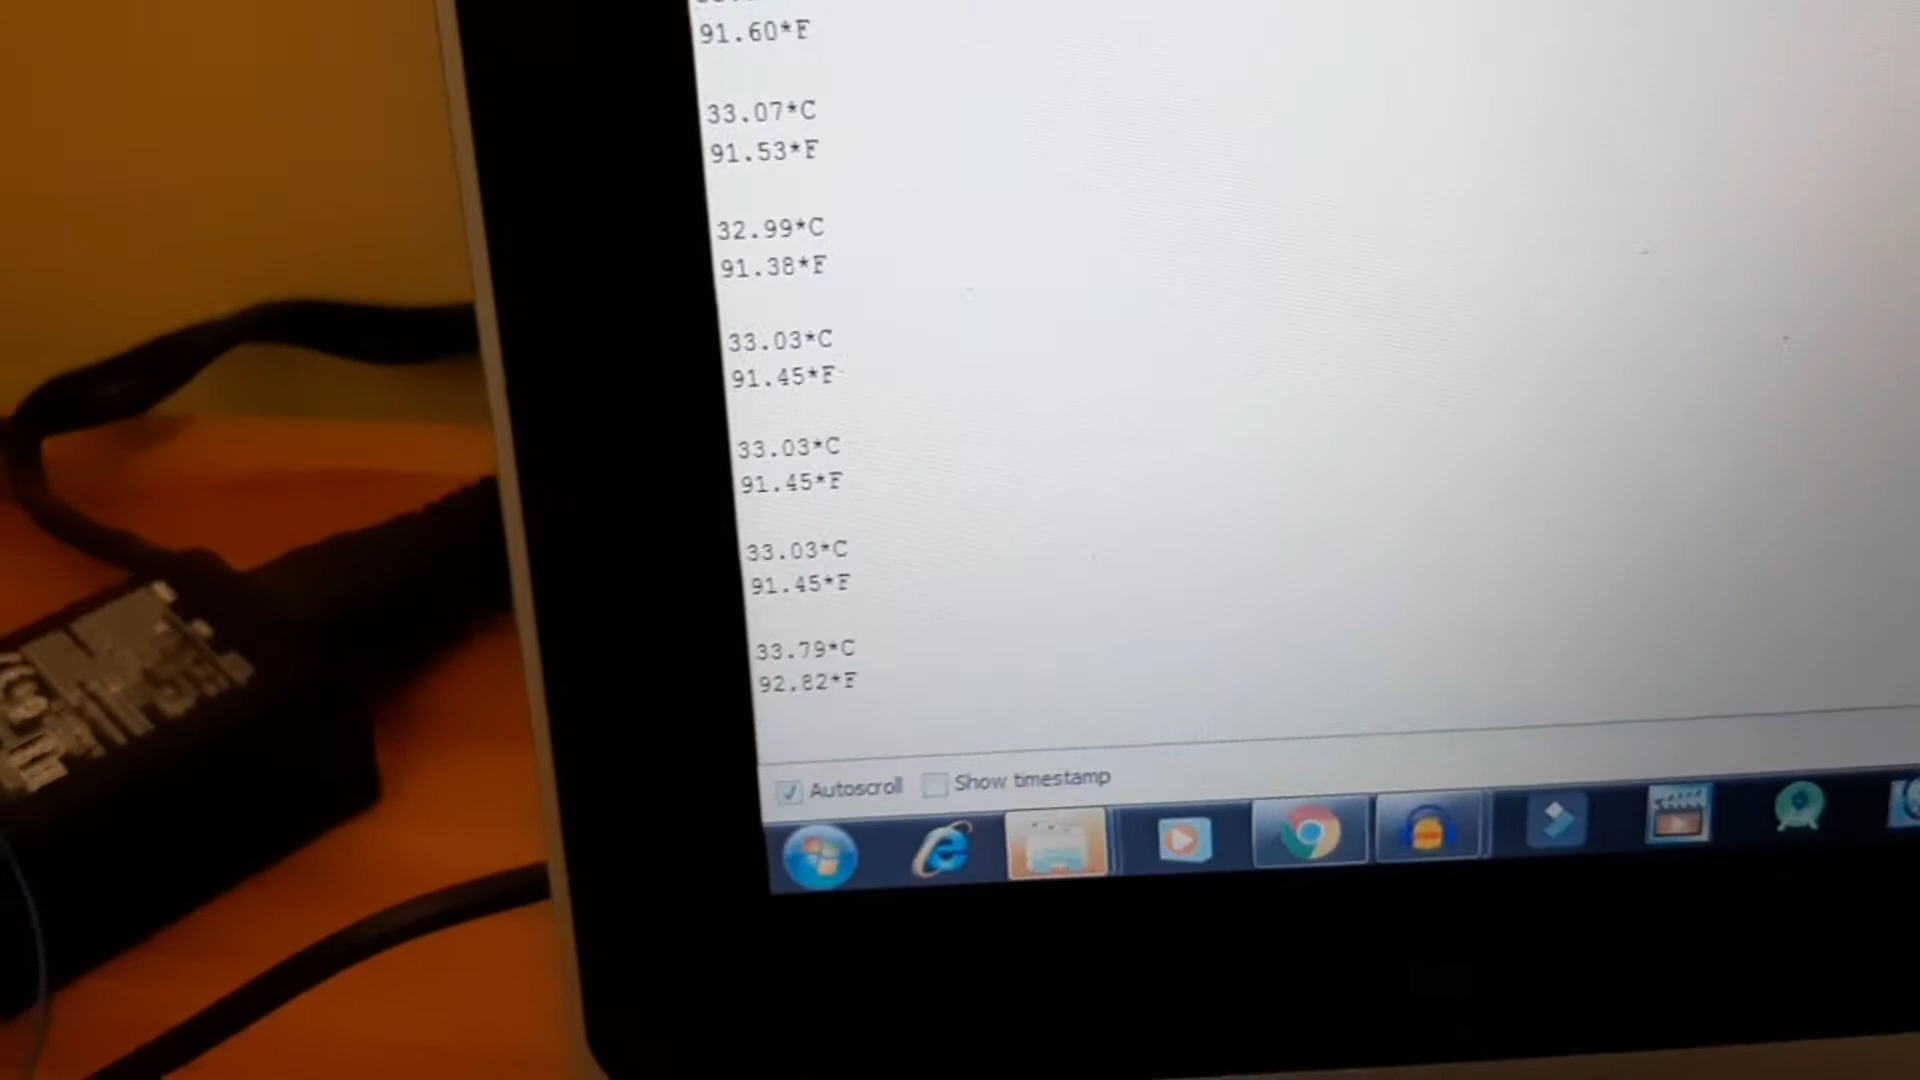 91.60*F
33.07*C
91.53*F
32.99*C
91.38*F
33.03*C
91.45*F
33.03*C
91.45*F
33.03*C
91.45*F
33.79*C
92.82*F
Autoscroll Show timestamp